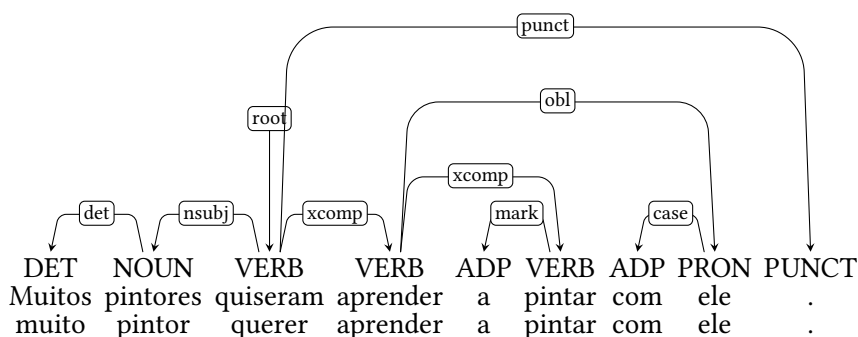 punct
obl
root
xcomp
det nsubj xcomp mark case
DET NOUN VERB VERB ADP VERB ADP PRON PUNCT
Muitos pintores quiseram aprender a pintar com ele .
muito pintor querer aprender a pintar com ele .